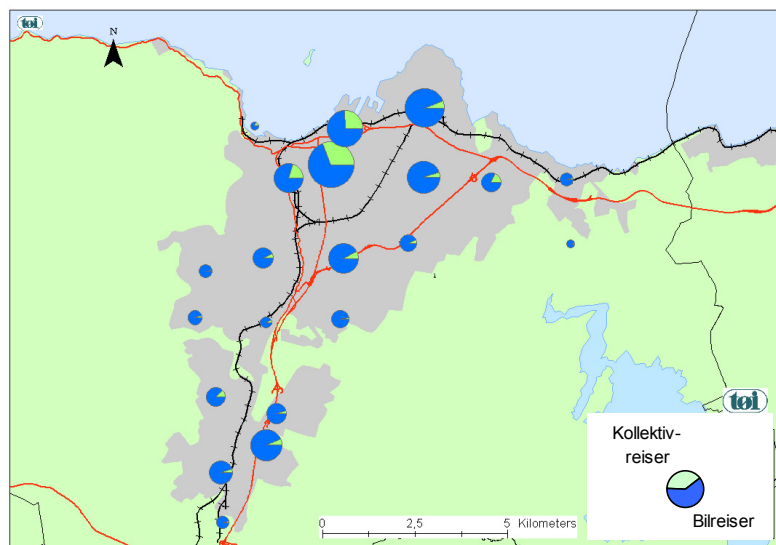 tøi
N
tøi
Kollektiv-
reiser
Bilreiser
0 2,5 5 Kilometers